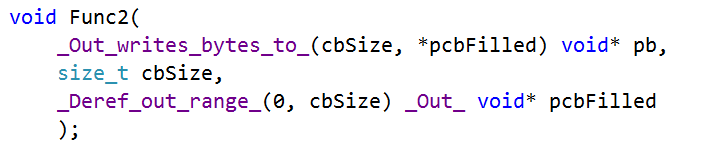 void Func2(
_Out_writes_bytes_to_(cbSize, *pcbFilled) void* pb,
size_t cbSize,
_Deref_out_range_(0, cbSize) _Out_ void* pcbFilled
);